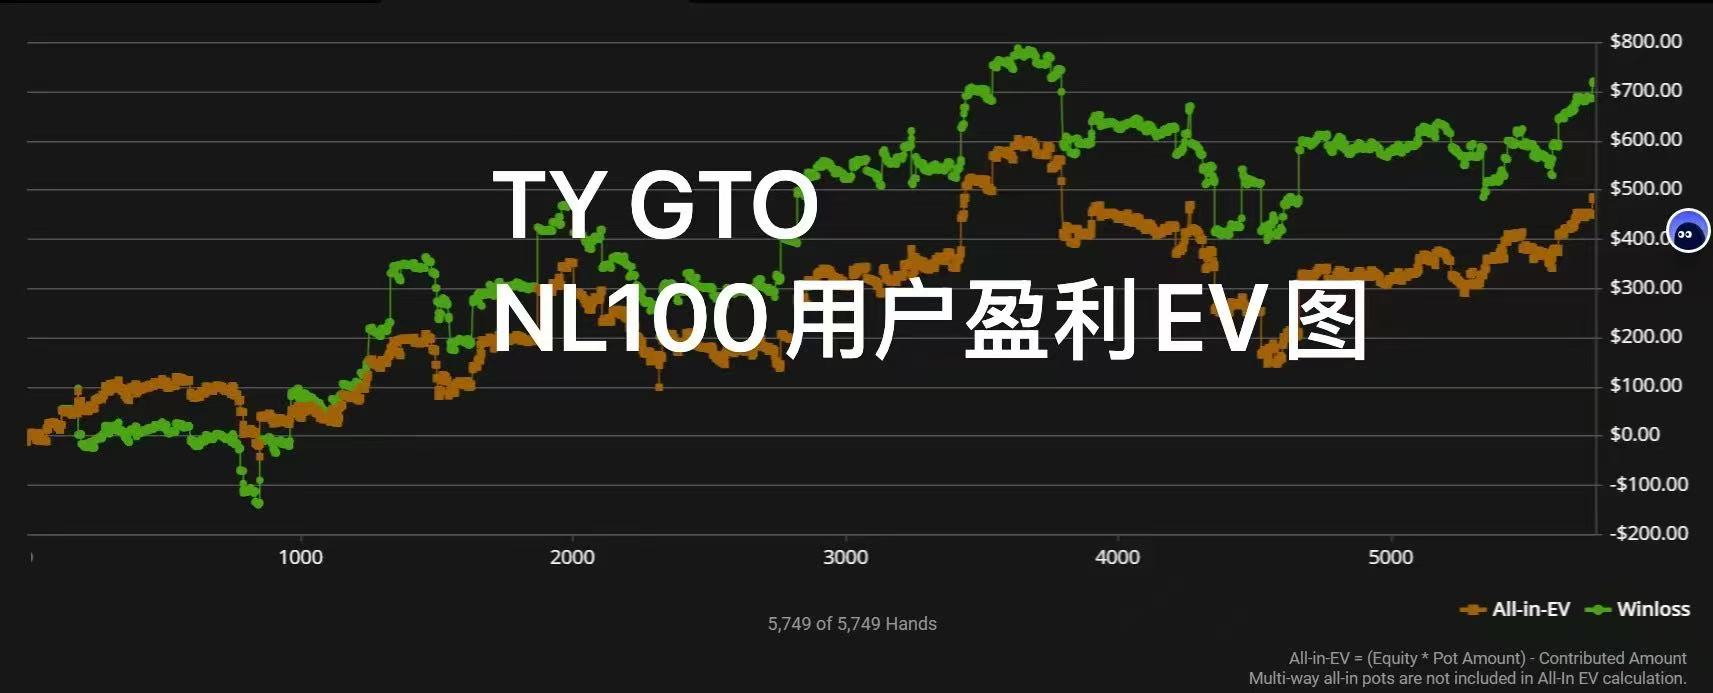 $800.00
$700.00
$600.00
TY GTO
$500.00
$400.0
NL100用户盈利EV图
$300.00
$200.00
$100.00
$0.00
-$100.00
-$200.00
1000 2000 3000 4000 5000
All-in-EV Winloss
5,749 of 5,749 Hands
All-in-EV = (Equity * Pot Amount) - Contributed Amount
Multi-way all-in pots are not included in All-In EV calculation.